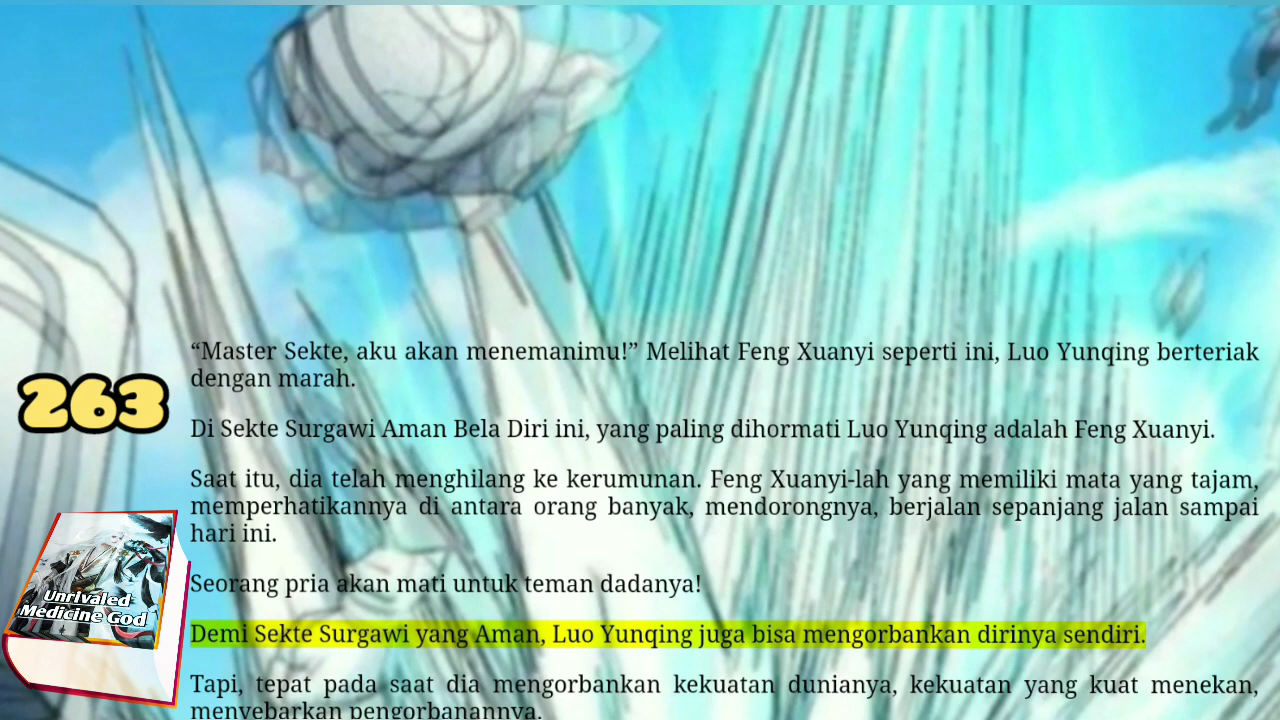 “Master Sekte, aku akan menemanimu!” Melihat Feng Xuanyi seperti ini, Luo Yunqing berteriak
dengan marah.
263
Di Sekte Surgawi Aman Bela Diri ini, yang paling dihormati Luo Yunqing adalah Feng Xuanyi.
Saat itu, dia telah menghilang ke kerumunan. Feng Xuanyi-lah yang memiliki mata yang tajam,
memperhatikannya di antara orang banyak, mendorongnya, berjalan sepanjang jalan sampai
hari ini.
Seorang pria akan mati untuk teman dadanya!
Unrivaled
Medicine God
Demi Sekte Surgawi yang Aman, Luo Yunqing juga bisa mengorbankan dirinya sendiri.
Tapi, tepat pada saat dia mengorbankan kekuatan dunianya, kekuatan yang kuat menekan,
menyebarkan pengorbanannya.